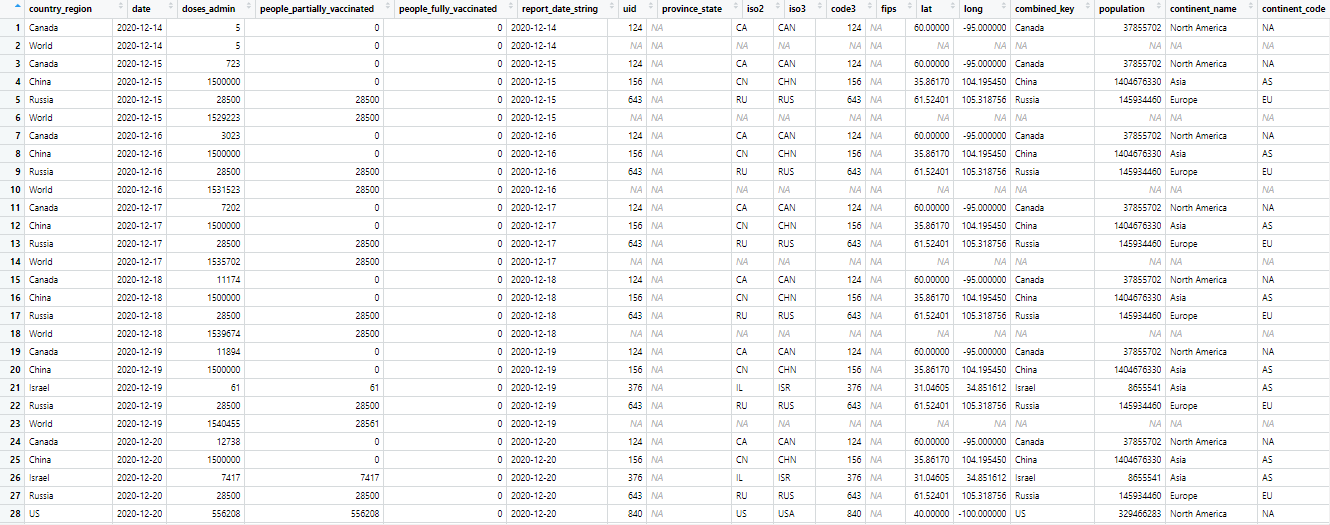 country_region date doses_admin people_partially_vaccinated people_fully_vaccinated report_date_string uid province_state iso2 iso3 code3 fips lat long combined_key population continent_name continent_code
1 Canada 2020-12-14 5 0 0 2020-12-14 124 NA CA CAN 124 NA 60.00000 -95.000000 Canada 37855702 North America NA
2 World 2020-12-14 5 0 0 2020-12-14 NA NA NA NA NA NA NA NA NA NA NA NA
3 Canada 2020-12-15 723 0 0 2020-12-15 124 NA CA CAN 124 NA 60.00000 -95.000000 Canada 37855702 North America NA
4 China 2020-12-15 1500000 0 0 2020-12-15 156 NA CN CHN 156 NA 35.86170 104.195450 China 1404676330 Asia AS
5 Russia 2020-12-15 28500 28500 0 2020-12-15 643 NA RU RUS 643 NA 61.52401 105.318756 Russia 145934460 Europe EU
6 World 2020-12-15 1529223 28500 0 2020-12-15 NA NA NA NA NA NA NA NA NA NA NA NA
7 Canada 2020-12-16 3023 0 0 2020-12-16 124 NA CA CAN 124 NA 60.00000 -95.000000 Canada 37855702 North America NA
8 China 2020-12-16 1500000 0 0 2020-12-16 156 NA CN CHN 156 NA 35.86170 104.195450 China 1404676330 Asia AS
9 Russia 2020-12-16 28500 28500 0 2020-12-16 643 NA RU RUS 643 NA 61.52401 105.318756 Russia 145934460 Europe EU
10 World 2020-12-16 1531523 28500 0 2020-12-16 NA NA NA NA NA NA NA NA NA NA NA NA
11 Canada 2020-12-17 7202 0 0 2020-12-17 124 NA CA CAN 124 NA 60.00000 -95.000000 Canada 37855702 North America NA
12 China 2020-12-17 1500000 0 0 2020-12-17 156 NA CN CHN 156 NA 35.86170 104.195450 China 1404676330 Asia AS
13 Russia 2020-12-17 28500 28500 0 2020-12-17 643 NA RU RUS 643 NA 61.52401 105.318756 Russia 145934460 Europe EU
14 World 2020-12-17 1535702 28500 0 2020-12-17 NA NA NA NA NA NA NA NA NA NA NA NA
15 Canada 2020-12-18 11174 0 0 2020-12-18 124 NA CA CAN 124 NA 60.00000 -95.000000 Canada 37855702 North America NA
16 China 2020-12-18 1500000 0 0 2020-12-18 156 NA CN CHN 156 NA 35.86170 104.195450 China 1404676330 Asia AS
17 Russia 2020-12-18 28500 28500 0 2020-12-18 643 NA RU RUS 643 NA 61.52401 105.318756 Russia 145934460 Europe EU
18 World 2020-12-18 1539674 28500 0 2020-12-18 NA NA NA NA NA NA NA NA NA NA NA NA
19 Canada 2020-12-19 11894 0 0 2020-12-19 124 NA CA CAN 124 NA 60.00000 -95.000000 Canada 37855702 North America NA
20 China 2020-12-19 1500000 0 0 2020-12-19 156 NA CN CHN 156 NA 35.86170 104.195450 China 1404676330 Asia AS
21 Israel 2020-12-19 61 61 0 2020-12-19 376 NA IL ISR 376 NA 31.04605 34.851612 Israel 8655541 Asia AS
22 Russia 2020-12-19 28500 28500 0 2020-12-19 643 NA RU RUS 643 NA 61.52401 105.318756 Russia 145934460 Europe EU
23 World 2020-12-19 1540455 28561 0 2020-12-19 NA NA NA NA NA NA NA NA NA NA NA NA
24 Canada 2020-12-20 12738 0 0 2020-12-20 124 NA CA CAN 124 NA 60.00000 -95.000000 Canada 37855702 North America NA
25 China 2020-12-20 1500000 0 0 2020-12-20 156 NA CN CHN 156 NA 35.86170 104.195450 China 1404676330 Asia AS
26 Israel 2020-12-20 7417 7417 0 2020-12-20 376 NA IL ISR 376 NA 31.04605 34.851612 Israel 8655541 Asia AS
27 Russia 2020-12-20 28500 28500 0 2020-12-20 643 NA RU RUS 643 NA 61.52401 105.318756 Russia 145934460 Europe EU
28 US 2020-12-20 556208 556208 0 2020-12-20 840 NA US USA 840 NA 40.00000 -100.000000 US 329466283 North America NA